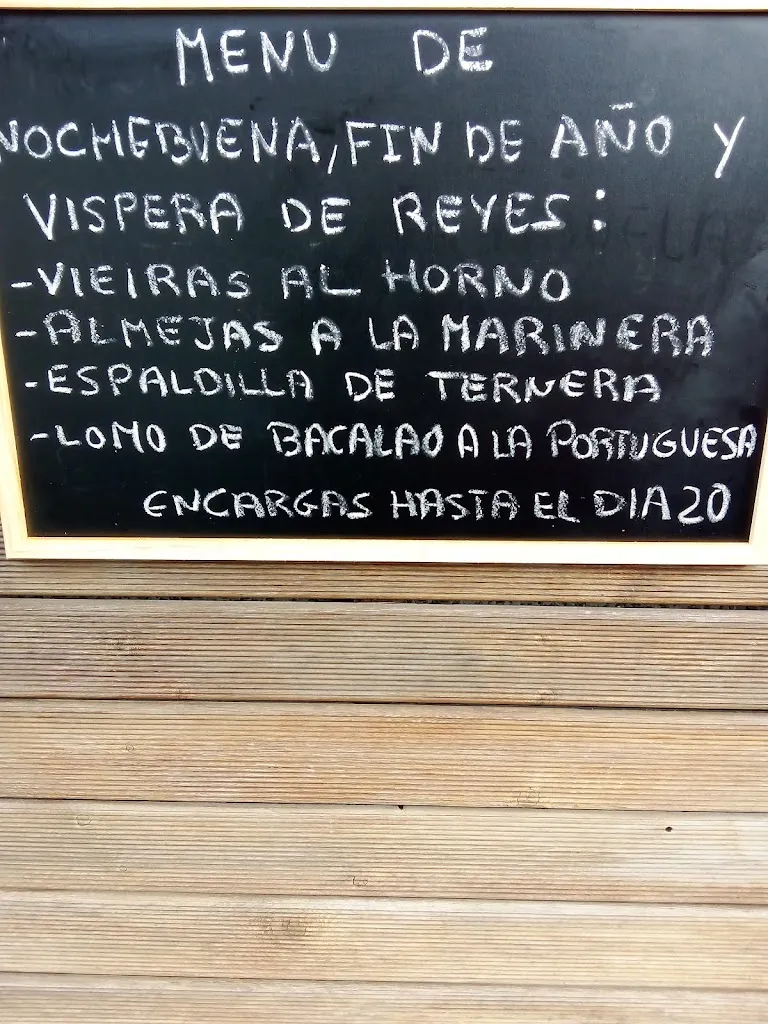 MENU DE
NOCHEBUENA, FIN DE AÑO Y
VISPERA DE REYES:
-VIEIRAS AL HORNO
-ALMEJAS A LA MARINERA
-ESPALDILLA DE TERNERA
-LOMO DE BACALAO A LA PORTUGUESA
ENCARGAS HASTA EL DIA 20